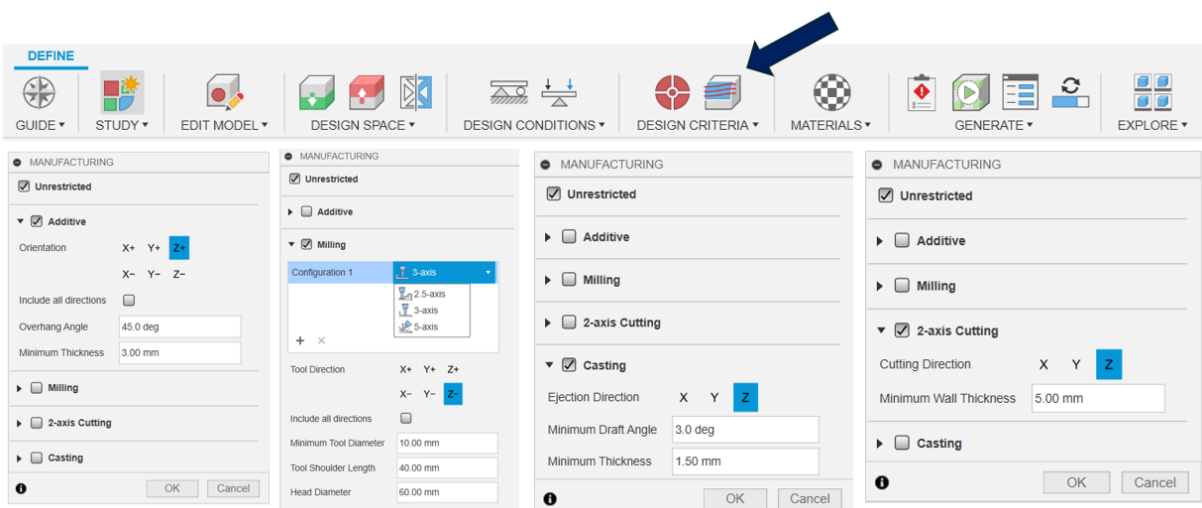 DEFINE
GUIDE▾ STUDY▾ EDIT MODEL▾ DESIGN SPACE▾ DESIGN CONDITIONS▾ DESIGN CRITERIA▾ MATERIALS▾ GENERATE▾ EXPLORE▾
MANUFACTURING
Unrestricted
Additive
Orientation X+ Y+ Z+
X− Y− Z−
Include all directions
Overhang Angle 45.0 deg
Minimum Thickness 3.00 mm
Milling
2-axis Cutting
Casting
OK Cancel
MANUFACTURING
Unrestricted
Additive
Milling
Configuration 1 3-axis
2.5-axis
3-axis
5-axis
Tool Direction X+ Y+ Z+
X− Y− Z−
Include all directions
Minimum Tool Diameter 10.00 mm
Tool Shoulder Length 40.00 mm
Head Diameter 60.00 mm
MANUFACTURING
Unrestricted
Additive
Milling
2-axis Cutting
Casting
Ejection Direction X Y Z
Minimum Draft Angle 3.0 deg
Minimum Thickness 1.50 mm
OK Cancel
MANUFACTURING
Unrestricted
Additive
Milling
2-axis Cutting
Cutting Direction X Y Z
Minimum Wall Thickness 5.00 mm
Casting
OK Cancel